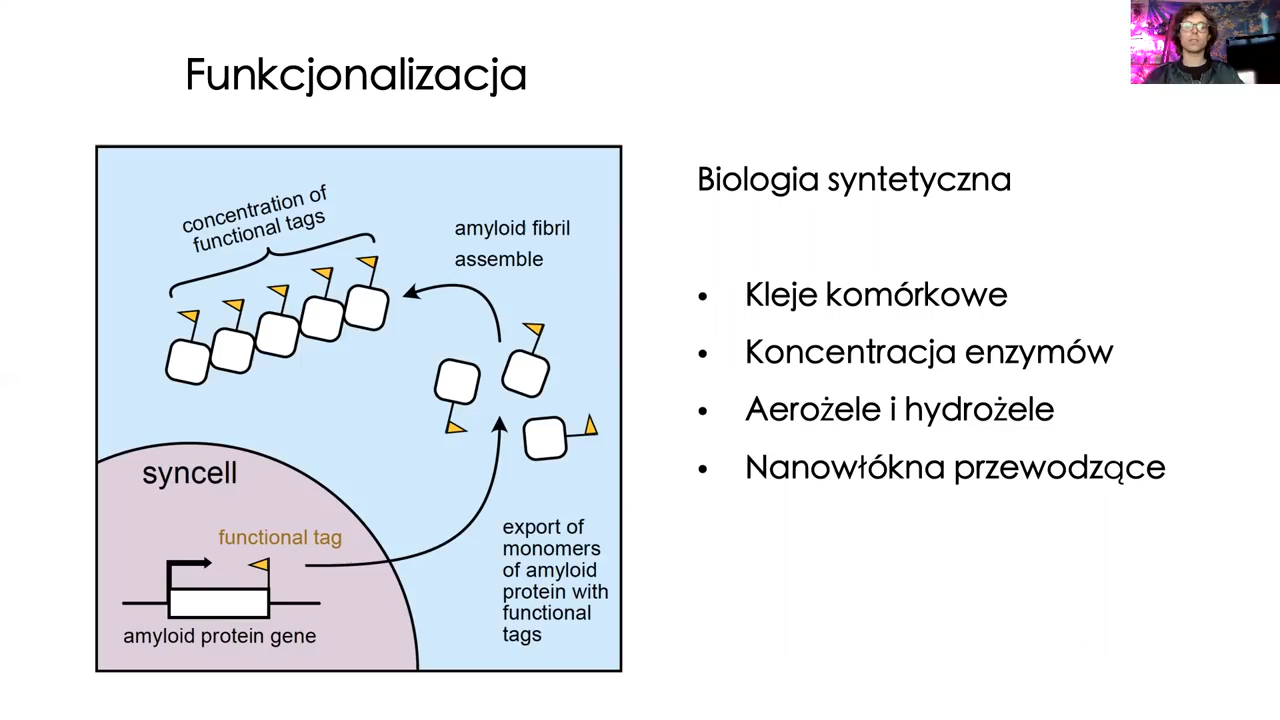 Funkcjonalizacja
concentration of
functional tags
amyloid fibril
assemble
syncell
functional tag
amyloid protein gene
export of
monomers
of amyloid
protein with
functional
tags
Biologia syntetyczna
• Kleje komórkowe
• Koncentracja enzymów
• Aerożele i hydrożele
• Nanowłókna przewodzące